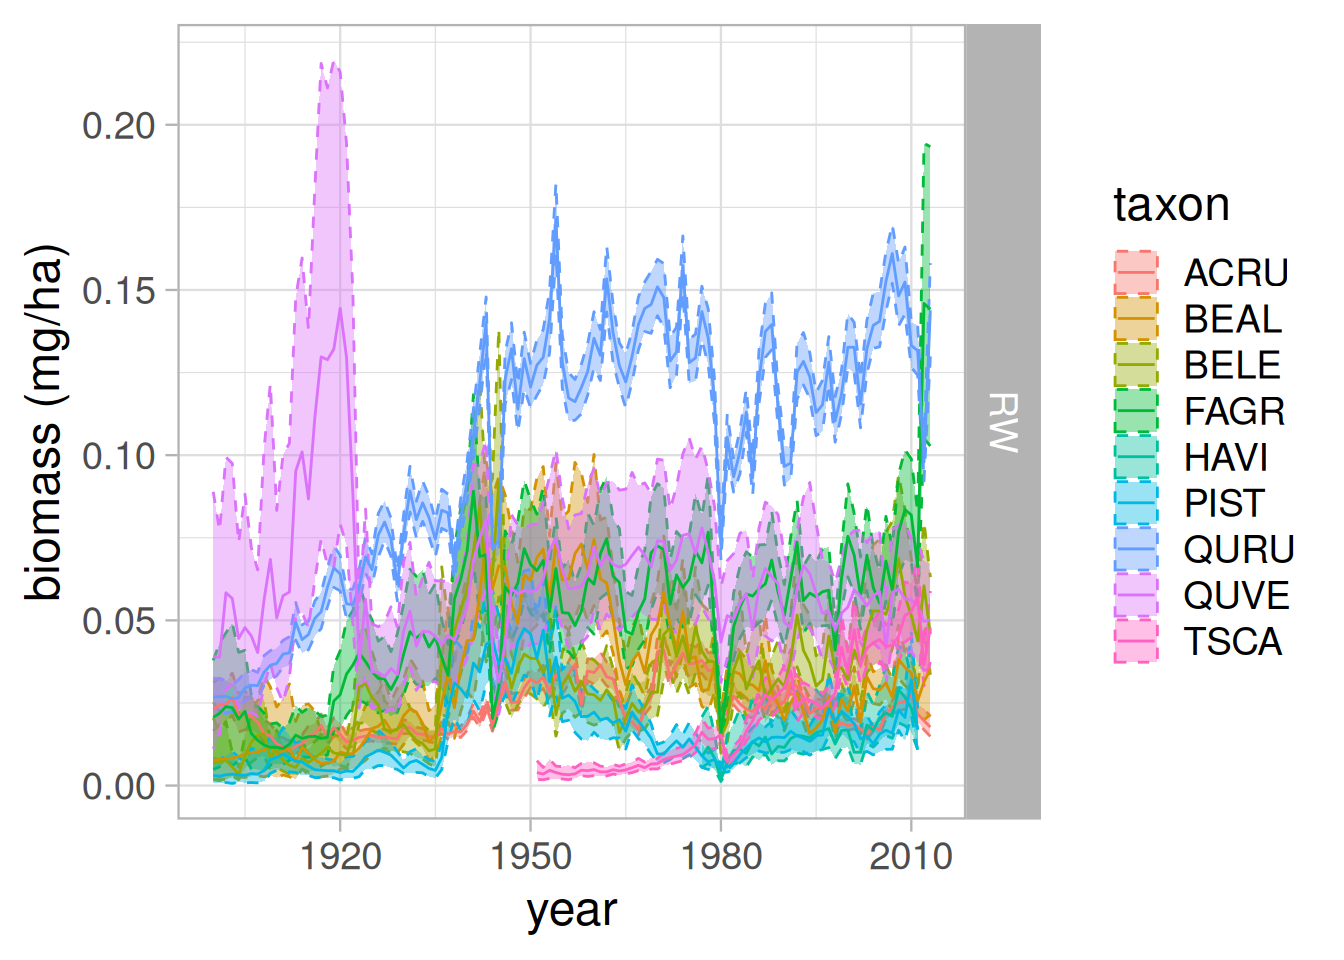 0.20
0.15
0.10
0.05
0.00
biomass (mg/ha)
1920 1950 1980 2010
year
RW
taxon
ACRU
BEAL
BELE
FAGR
HAVI
PIST
QURU
QUVE
TSCA